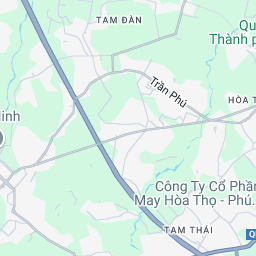 TAM ĐÀN
Qu
Thành p
Trần Phú
HÒA T
inh
Công Ty Cổ Phần
May Hòa Thọ - Phú...
TAM THÁI
Q